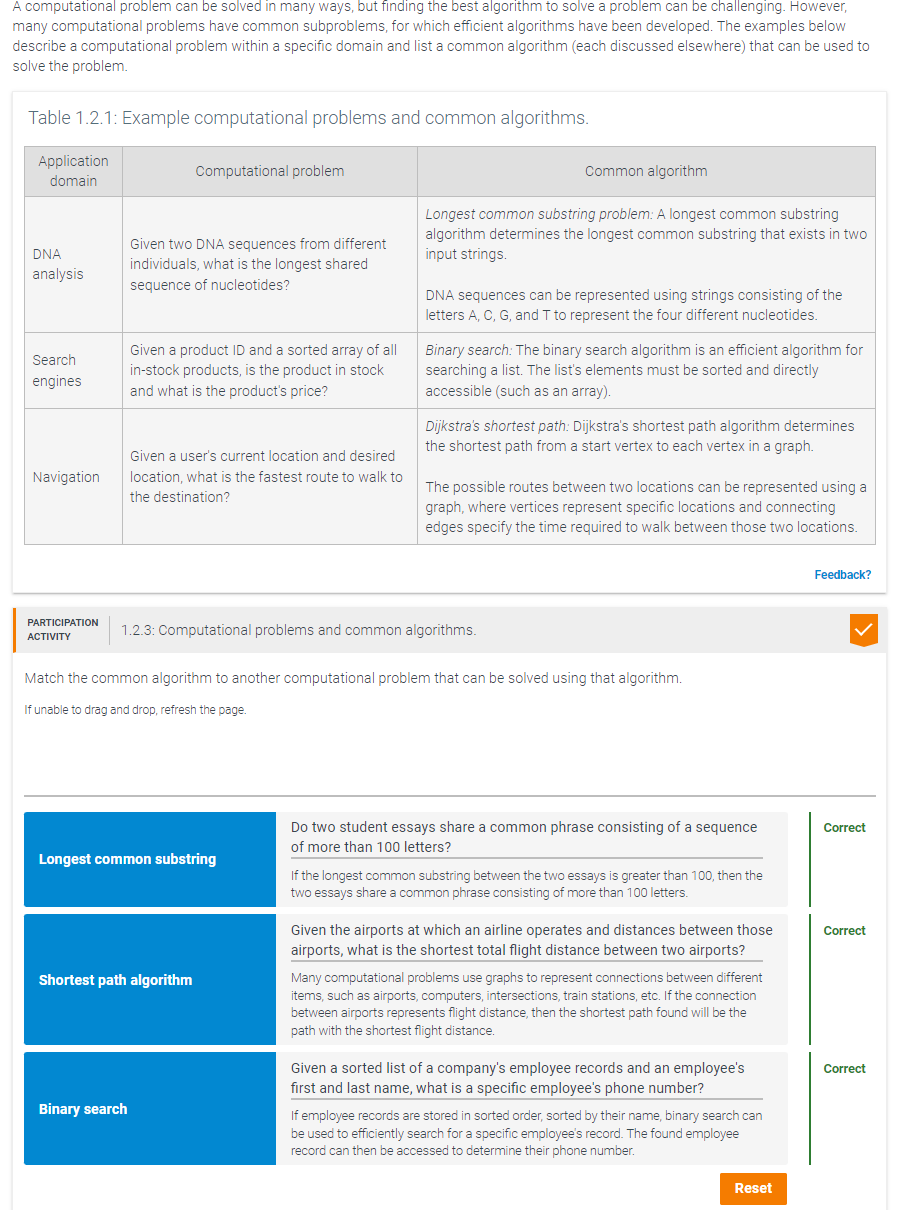 A computational problem can be solved in many ways, but finding the best algorithm to solve a problem can be challenging. However,
many computational problems have common subproblems, for which efficient algorithms have been developed. The examples below
describe a computational problem within a specific domain and list a common algorithm (each discussed elsewhere) that can be used to
solve the problem.
Table 1.2.1: Example computational problems and common algorithms.
Application
domain
Computational problem
Common algorithm
DNA
analysis
Given two DNA sequences from different
individuals, what is the longest shared
sequence of nucleotides?
Longest common substring problem: A longest common substring
algorithm determines the longest common substring that exists in two
input strings.
DNA sequences can be represented using strings consisting of the
letters A, C, G, and T to represent the four different nucleotides.
Search
engines
Given a product ID and a sorted array of all
in-stock products, is the product in stock
and what is the product's price?
Binary search: The binary search algorithm is an efficient algorithm for
searching a list. The list's elements must be sorted and directly
accessible (such as an array).
Navigation
Given a user's current location and desired
location, what is the fastest route to walk to
the destination?
Dijkstra's shortest path: Dijkstra's shortest path algorithm determines
the shortest path from a start vertex to each vertex in a graph.
The possible routes between two locations can be represented using a
graph, where vertices represent specific locations and connecting
edges specify the time required to walk between those two locations.
Feedback?
PARTICIPATION
ACTIVITY
1.2.3: Computational problems and common algorithms.
Match the common algorithm to another computational problem that can be solved using that algorithm.
If unable to drag and drop, refresh the page.
Longest common substring
Do two student essays share a common phrase consisting of a sequence
of more than 100 letters?
If the longest common substring between the two essays is greater than 100, then the
two essays share a common phrase consisting of more than 100 letters.
Correct
Shortest path algorithm
Given the airports at which an airline operates and distances between those
airports, what is the shortest total flight distance between two airports?
Many computational problems use graphs to represent connections between different
items, such as airports, computers, intersections, train stations, etc. If the connection
between airports represents flight distance, then the shortest path found will be the
path with the shortest flight distance.
Correct
Binary search
Given a sorted list of a company's employee records and an employee's
first and last name, what is a specific employee's phone number?
If employee records are stored in sorted order, sorted by their name, binary search can
be used to efficiently search for a specific employee's record. The found employee
record can then be accessed to determine their phone number.
Correct
Reset